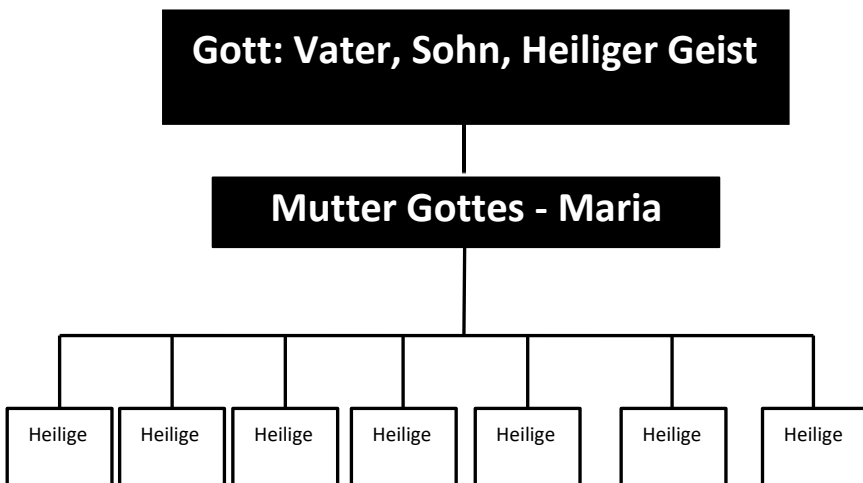 Gott: Vater, Sohn, Heiliger Geist
Mutter Gottes - Maria
Heilige Heilige Heilige Heilige Heilige Heilige Heilige